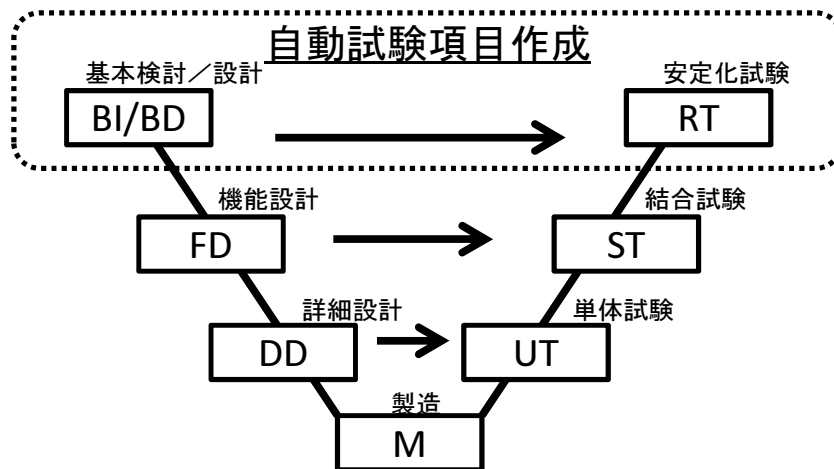 自動試験項目作成
基本検討／設計
安定化試験
BI/BD
RT
機能設計
結合試験
FD
ST
詳細設計
単体試験
DD
UT
製造
M